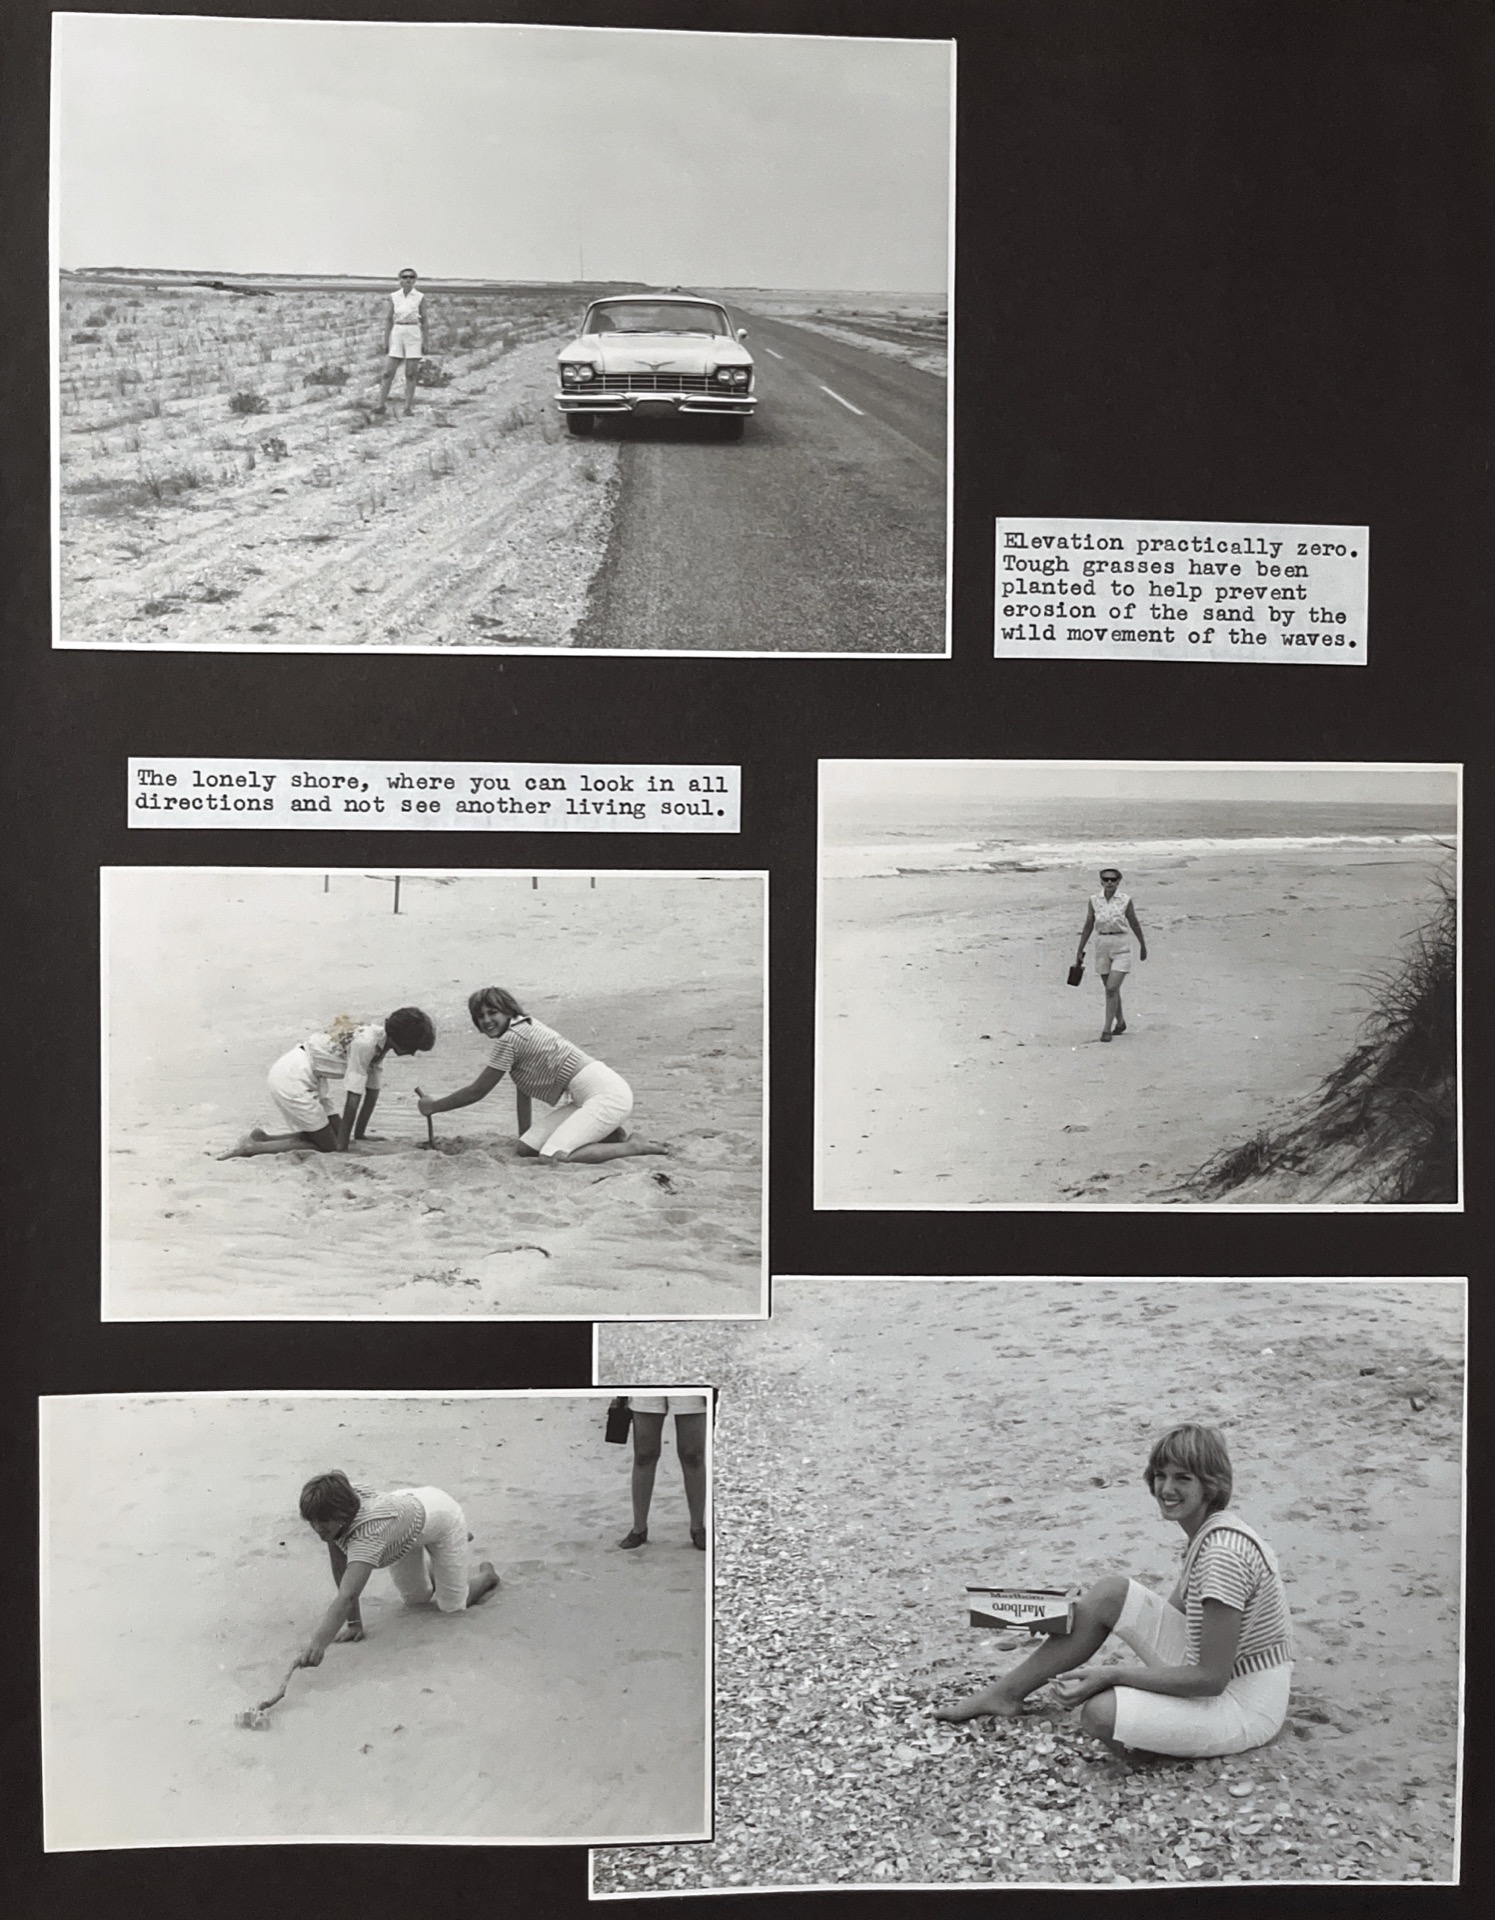 Elevation practically zero.
Tough grasses have been
planted to help prevent
erosion of the sand by the
wild movement of the waves.
The lonely shore, where you can look in all
directions and not see another living soul.
Marlboro
Marlboro